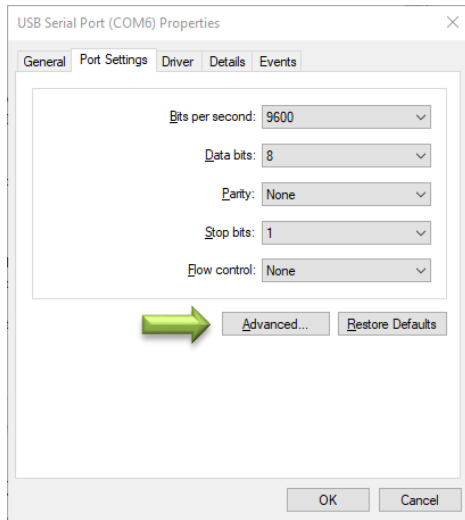 USB Serial Port (COM6) Properties
General Port Settings Driver Details Events
Bits per second: 9600
Data bits: 8
Parity: None
Stop bits: 1
Flow control: None
Advanced... Restore Defaults
OK Cancel